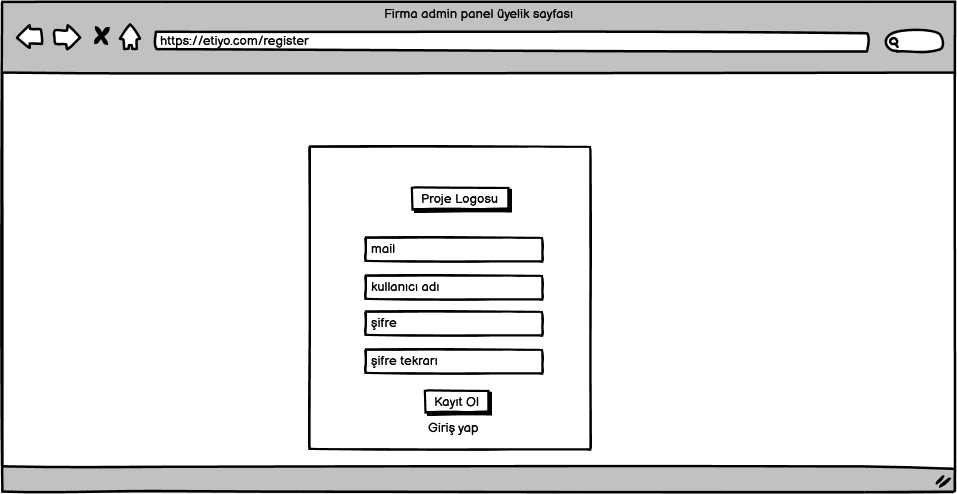 Firma admin panel üyelik sayfası
https://etiyo.com/register
Proje Logosu
mail
kullanıcı adı
şifre
şifre tekrarı
Kayıt Ol
Giriş yap